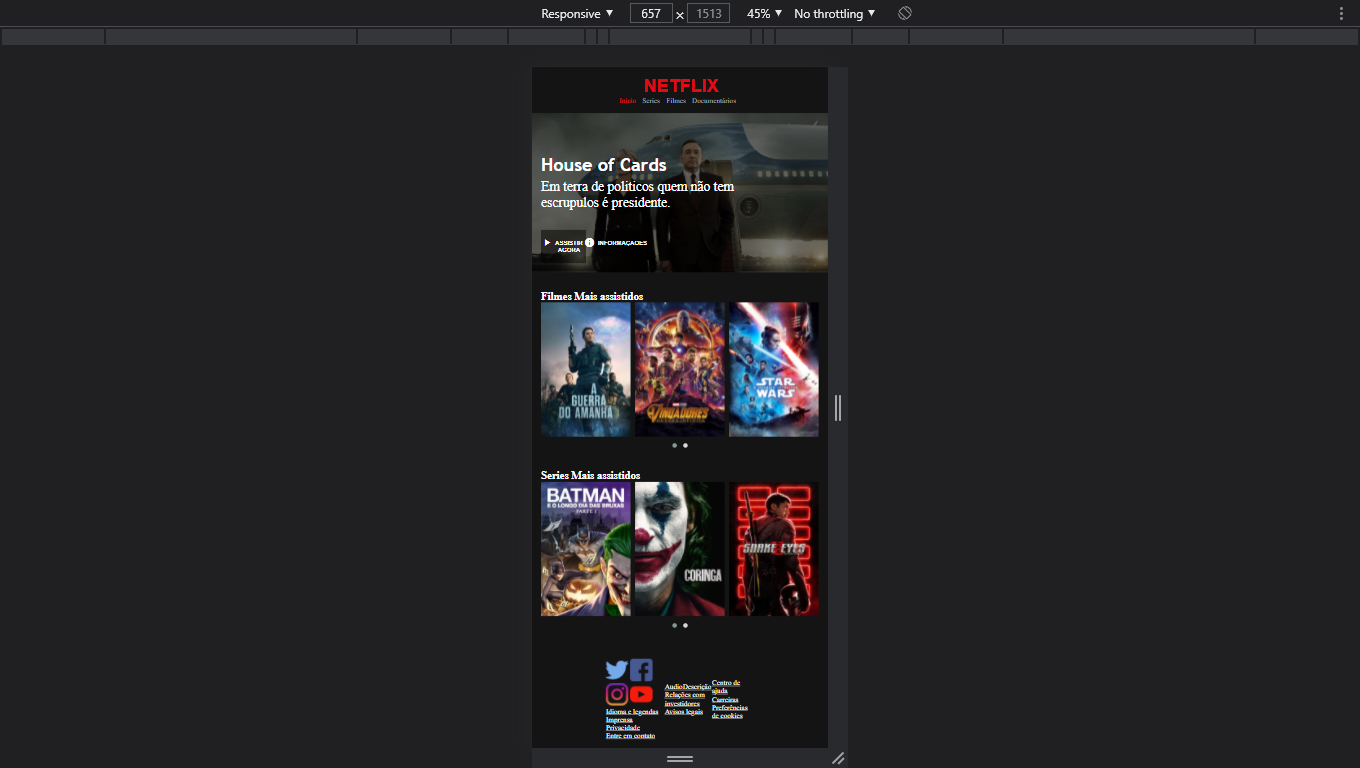 Responsive ▼ 657 × 1513 45% ▼ No throttling ▼
NETFLIX
Inicio Series Filmes Documentários
House of Cards
Em terra de políticos quem não tem
escrupulos é presidente.
ASSISTIR
AGORA
INFORMAÇÃOES
Filmes Mais assistidos
A
GUERRA
DO AMANHÃ
VINGADORES
STAR
WARS
Series Mais assistidos
BATMAN
E O LONGO DIA DAS BRUXAS
PARTE 1
CORINGA
SNAKE EYES
Idioma e legendas
Imprensa
Privacidade
Entre em contato
AudioDescrição
Relações com
investidores
Avisos legais
Centro de
ajuda
Carreiras
Preferências
de cookies